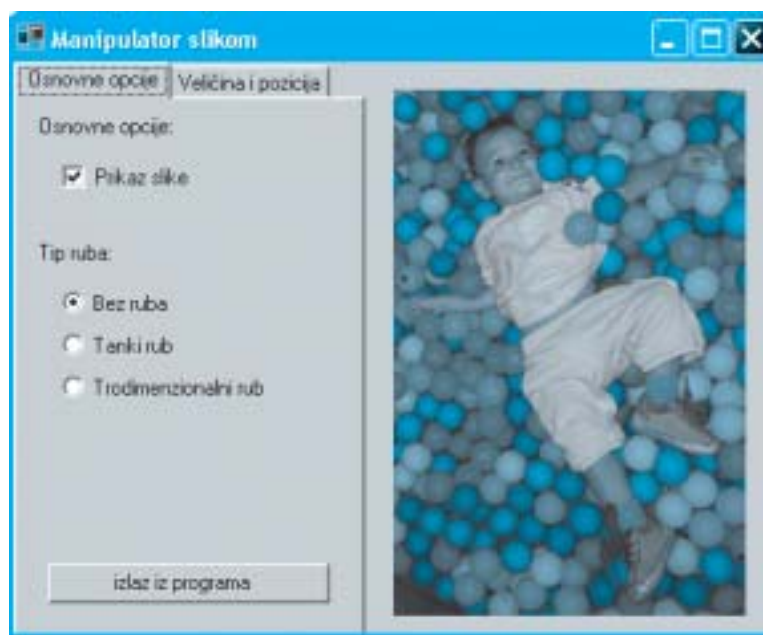 Manipulator slikom
Osnovne opcije
Veličina i pozicija
Osnovne opcije:
Prikaz slike
Tip ruba:
Bez ruba
Tanki rub
Trodimenzionalni rub
izlaz iz programa